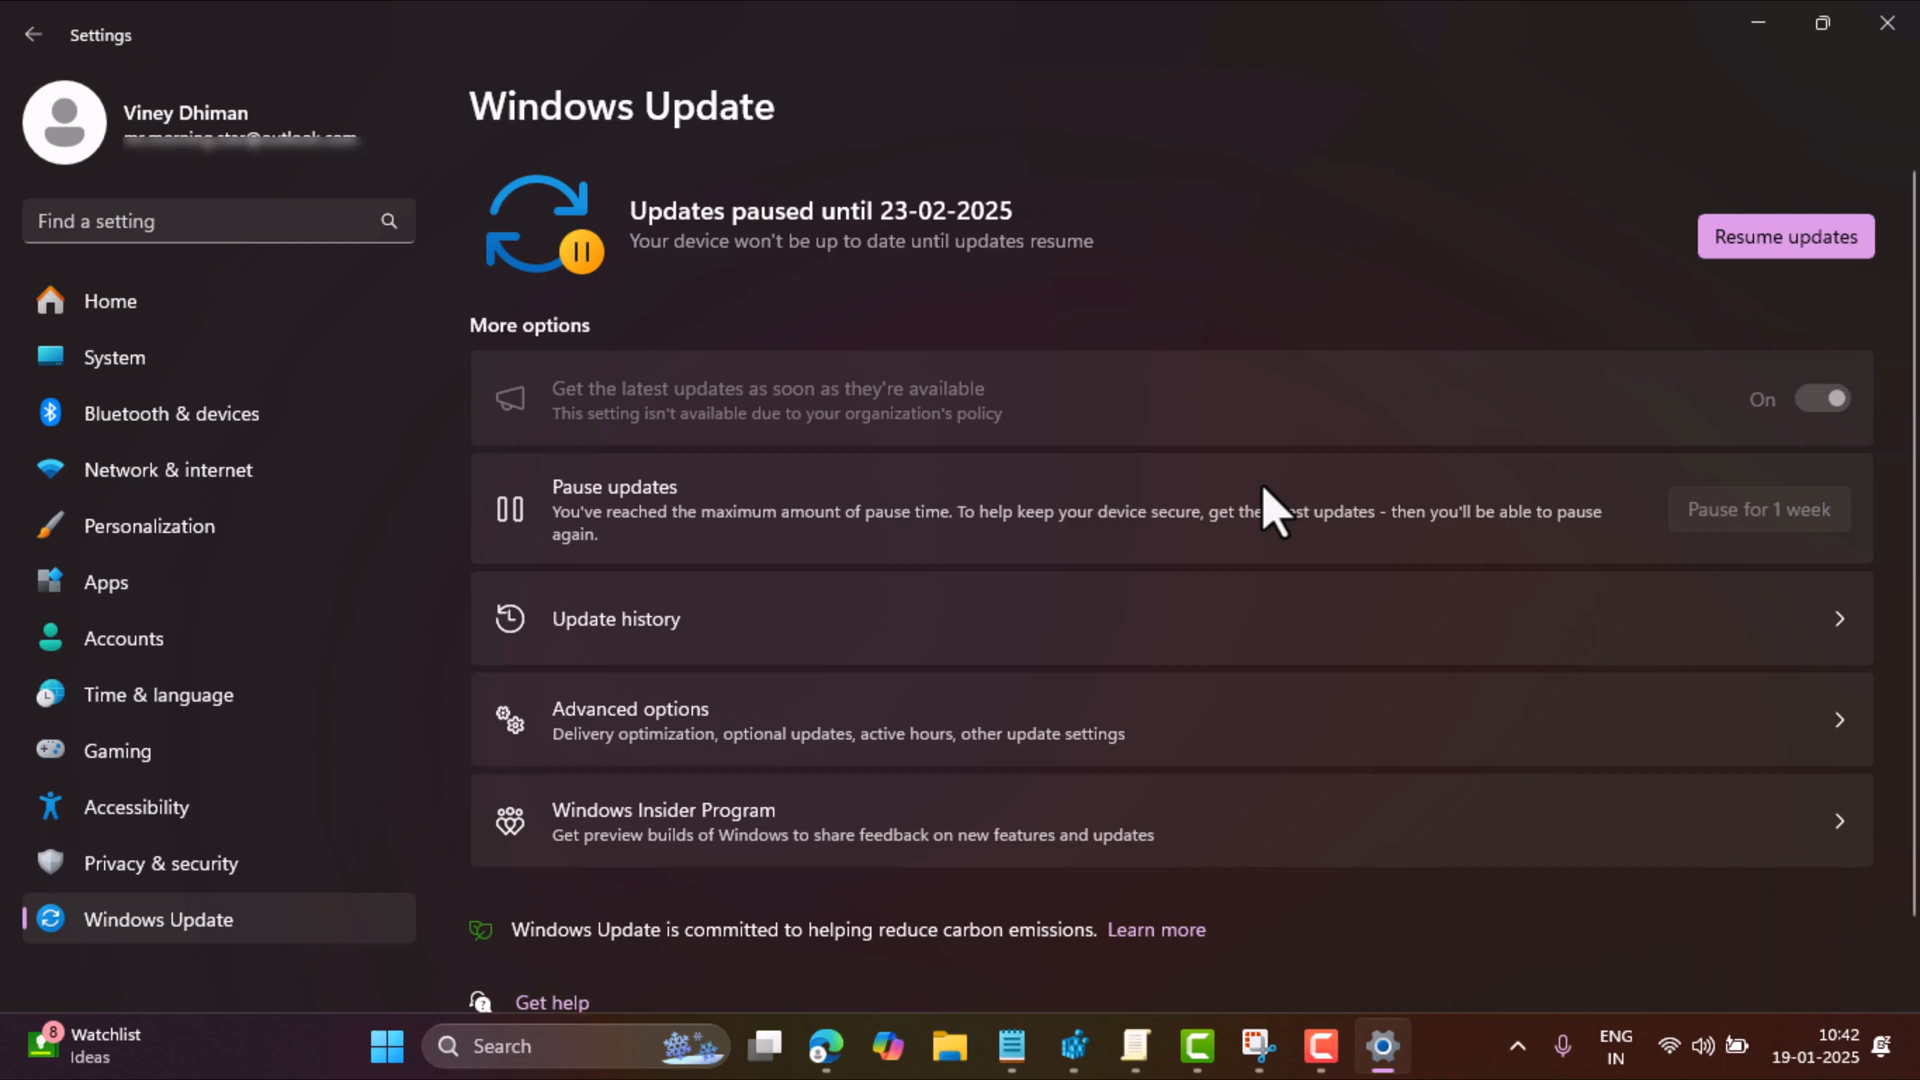 Settings
Viney Dhiman
Find a setting
Home
System
Bluetooth & devices
Network & internet
Personalization
Apps
Accounts
Time & language
Gaming
Accessibility
Privacy & security
Windows Update
Windows Update
Updates paused until 23-02-2025
Your device won't be up to date until updates resume
Resume updates
More options
Get the latest updates as soon as they're available
This setting isn't available due to your organization's policy
On
Pause updates
You've reached the maximum amount of pause time. To help keep your device secure, get the updates - then you'll be able to pause
again.
Pause for 1 week
Update history
Advanced options
Delivery optimization, optional updates, active hours, other update settings
Windows Insider Program
Get preview builds of Windows to share feedback on new features and updates
Windows Update is committed to helping reduce carbon emissions. Learn more
Get help
8
Watchlist
Ideas
Search
ENG
IN
10:42
19-01-2025